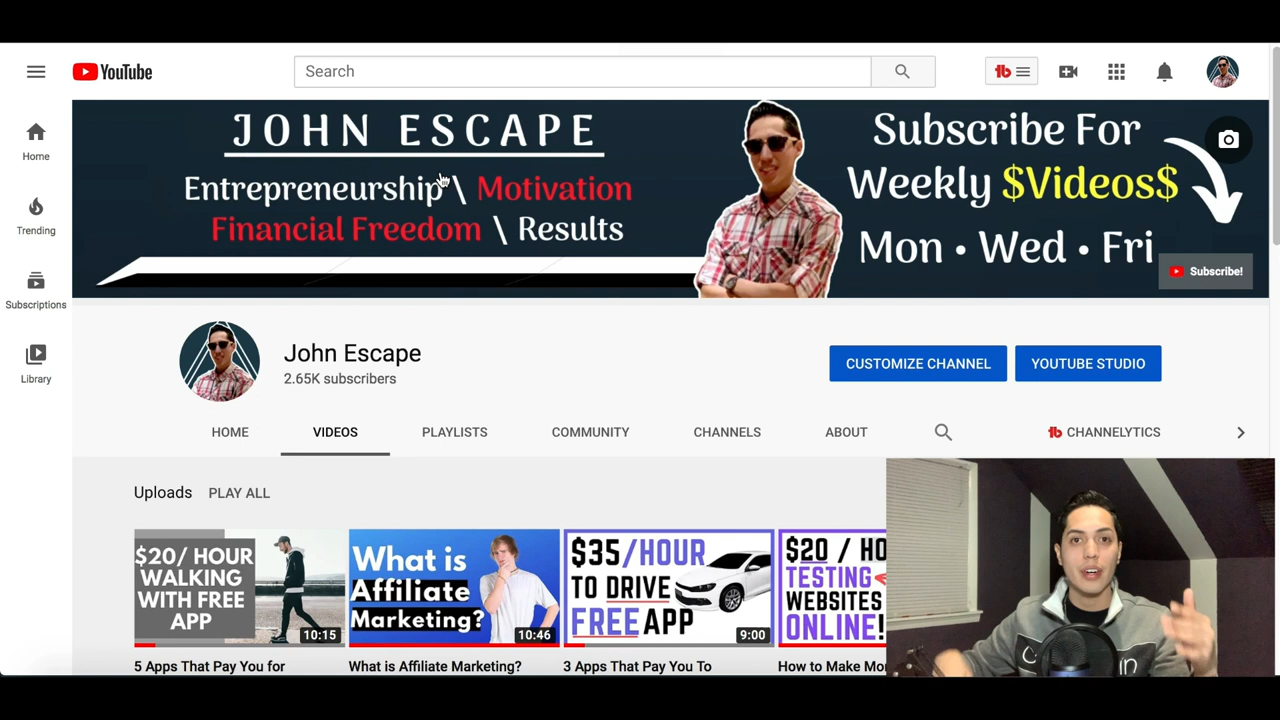 YouTube
Search
tb
Home
Trending
Subscriptions
Library
JOHN ESCAPE
Entrepreneurship \ Motivation
Financial Freedom \ Results
Subscribe For
Weekly $Videos$
Mon • Wed • Fri
Subscribe!
John Escape
2.65K subscribers
CUSTOMIZE CHANNEL
YOUTUBE STUDIO
HOME
VIDEOS
PLAYLISTS
COMMUNITY
CHANNELS
ABOUT
tb CHANNELYTICS
Uploads
PLAY ALL
$20/ HOUR
WALKING
WITH FREE
APP
10:15
What is
Affiliate
Marketing?
10:46
$35/HOUR
TO DRIVE
FREE APP
9:00
$20 / HO
TESTING
WEBSITES
ONLINE!
5 Apps That Pay You for
What is Affiliate Marketing?
3 Apps That Pay You To
How to Make Mo